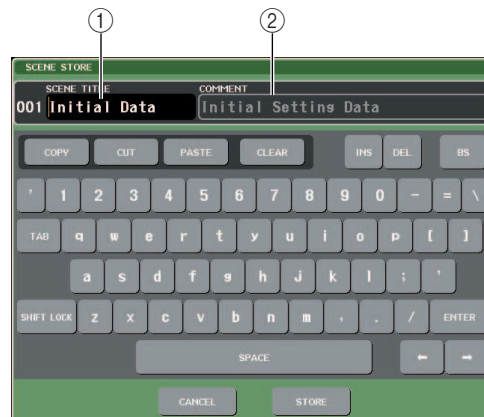 ① ②
SCENE STORE
SCENE TITLE COMMENT
001 Initial Data Initial Setting Data
COPY CUT PASTE CLEAR INS DEL BS
' 1 2 3 4 5 6 7 8 9 0 - = \
TAB q w e r t y u i o p [ ]
a s d f g h j k l ; '
SHIFT LOCK z x c v b n m , . / ENTER
SPACE ← →
CANCEL STORE